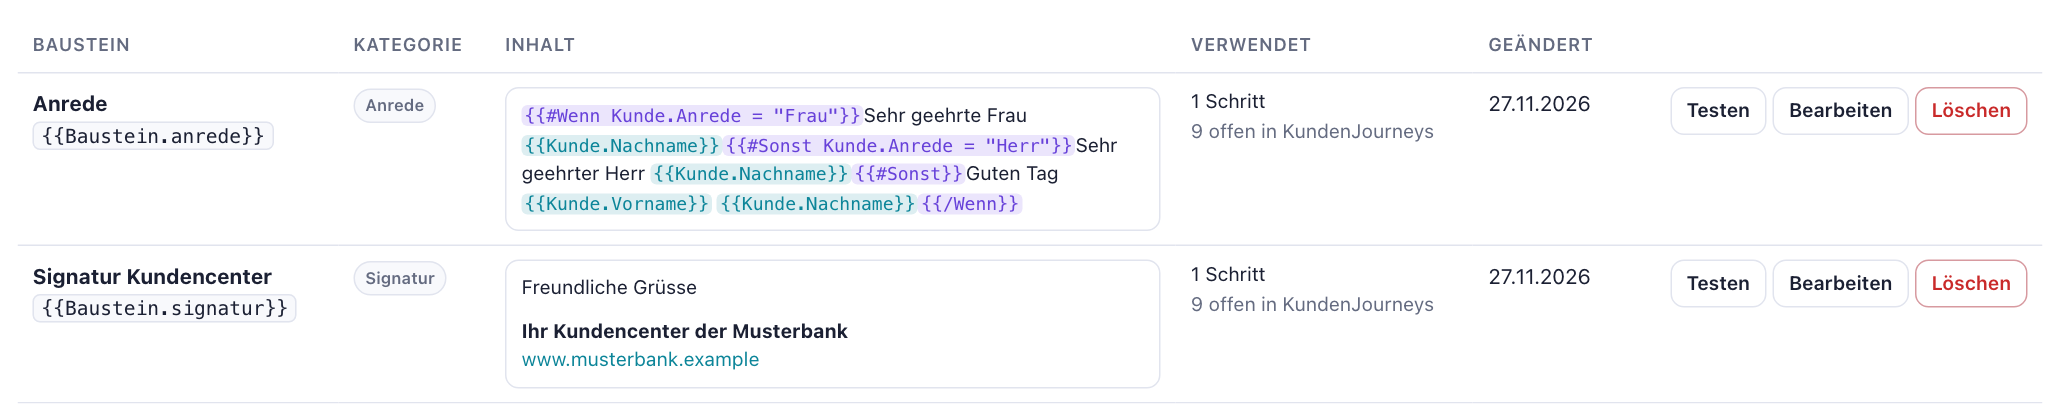 BAUSTEIN KATEGORIE INHALT VERWENDET GEÄNDERT
Anrede
{{Baustein.anrede}}
Anrede
{{#Wenn Kunde.Anrede = "Frau"}}Sehr geehrte Frau
{{Kunde.Nachname}}{{#Sonst Kunde.Anrede = "Herr"}}Sehr
geehrter Herr {{Kunde.Nachname}}{{#Sonst}}Guten Tag
{{Kunde.Vorname}} {{Kunde.Nachname}}{{/Wenn}}
1 Schritt
9 offen in KundenJourneys
27.11.2026
Testen Bearbeiten Löschen
Signatur Kundencenter
{{Baustein.signatur}}
Signatur
Freundliche Grüsse
Ihr Kundencenter der Musterbank
www.musterbank.example
1 Schritt
9 offen in KundenJourneys
27.11.2026
Testen Bearbeiten Löschen